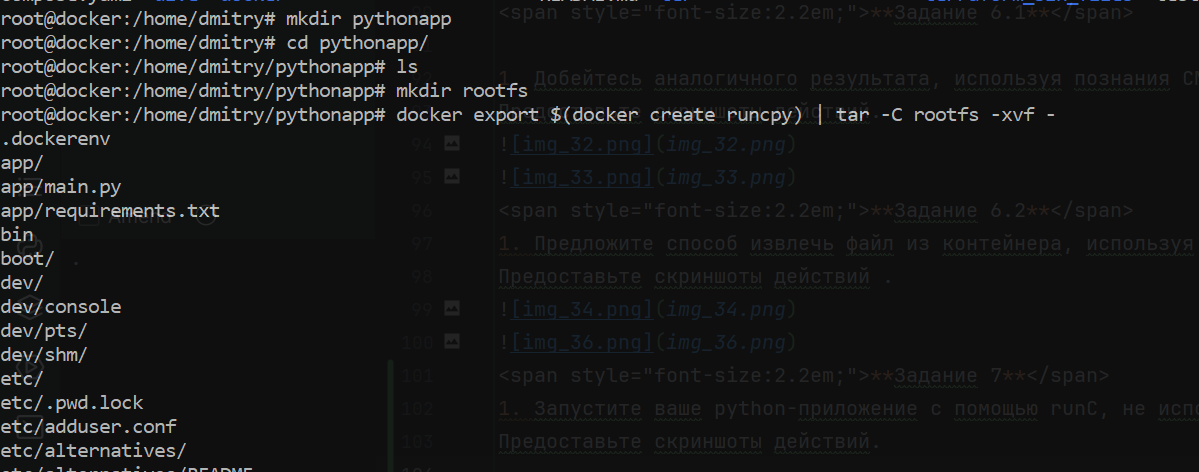 root@docker:/home/dmitry# mkdir pythonapp
root@docker:/home/dmitry# cd pythonapp/
root@docker:/home/dmitry/pythonapp# ls
root@docker:/home/dmitry/pythonapp# mkdir rootfs
root@docker:/home/dmitry/pythonapp# docker export $(docker create runcpy) | tar -C rootfs -xvf -
.dockerenv
app/
app/main.py
app/requirements.txt
bin
boot/
dev/
dev/console
dev/pts/
dev/shm/
etc/
etc/.pwd.lock
etc/adduser.conf
etc/alternatives/
etc/alternatives/README
<span style="font-size:2.2em;">**Задание 6.1**</span>
1. Добейтесь аналогичного результата, используя познания
94 ![img_32.png](img_32.png)
95 ![img_33.png](img_33.png)
96 <span style="font-size:2.2em;">**Задание 6.2**</span>
97 1. Предложите способ извлечь файл из контейнера, используя
98 Предоставьте скриншоты действий .
99 ![img_34.png](img_34.png)
100 ![img_36.png](img_36.png)
101 <span style="font-size:2.2em;">**Задание 7**</span>
102 1. Запустите ваше python-приложение с помощью runC, не
103 Предоставьте скриншоты действий.